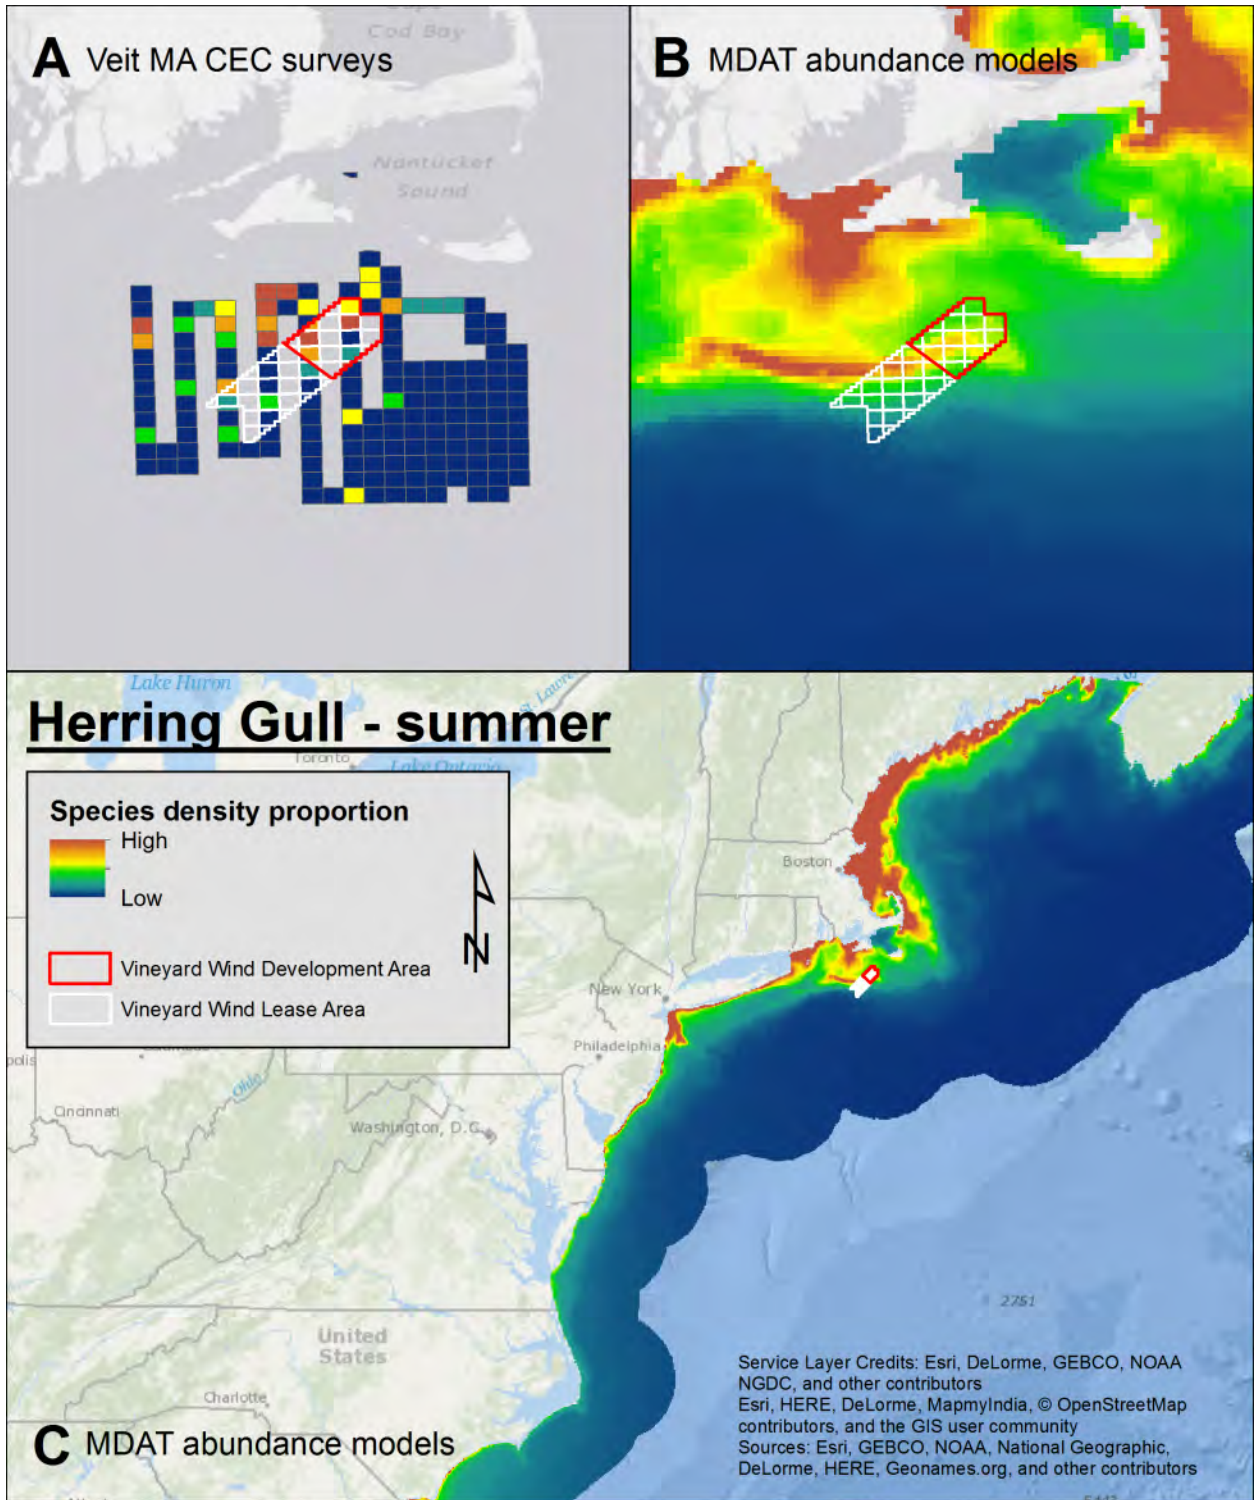 A Veit MA CEC surveys
Cod Bay
Nantucket
Sound
B MDAT abundance models
Lake Huron
St. Lawre
Herring Gull - summer
Toronto
Lake Ontario
Species density proportion
High
Low
N
Vineyard Wind Development Area
Vineyard Wind Lease Area
Boston
New York
Philadelphia
polis
Ohio
Cincinnati
Washington, D.C.
2751
United
States
Charlotte
Service Layer Credits: Esri, DeLorme, GEBCO, NOAA
NGDC, and other contributors
Esri, HERE, DeLorme, MapmyIndia, © OpenStreetMap
contributors, and the GIS user community
Sources: Esri, GEBCO, NOAA, National Geographic,
DeLorme, HERE, Geonames.org, and other contributors
C MDAT abundance models